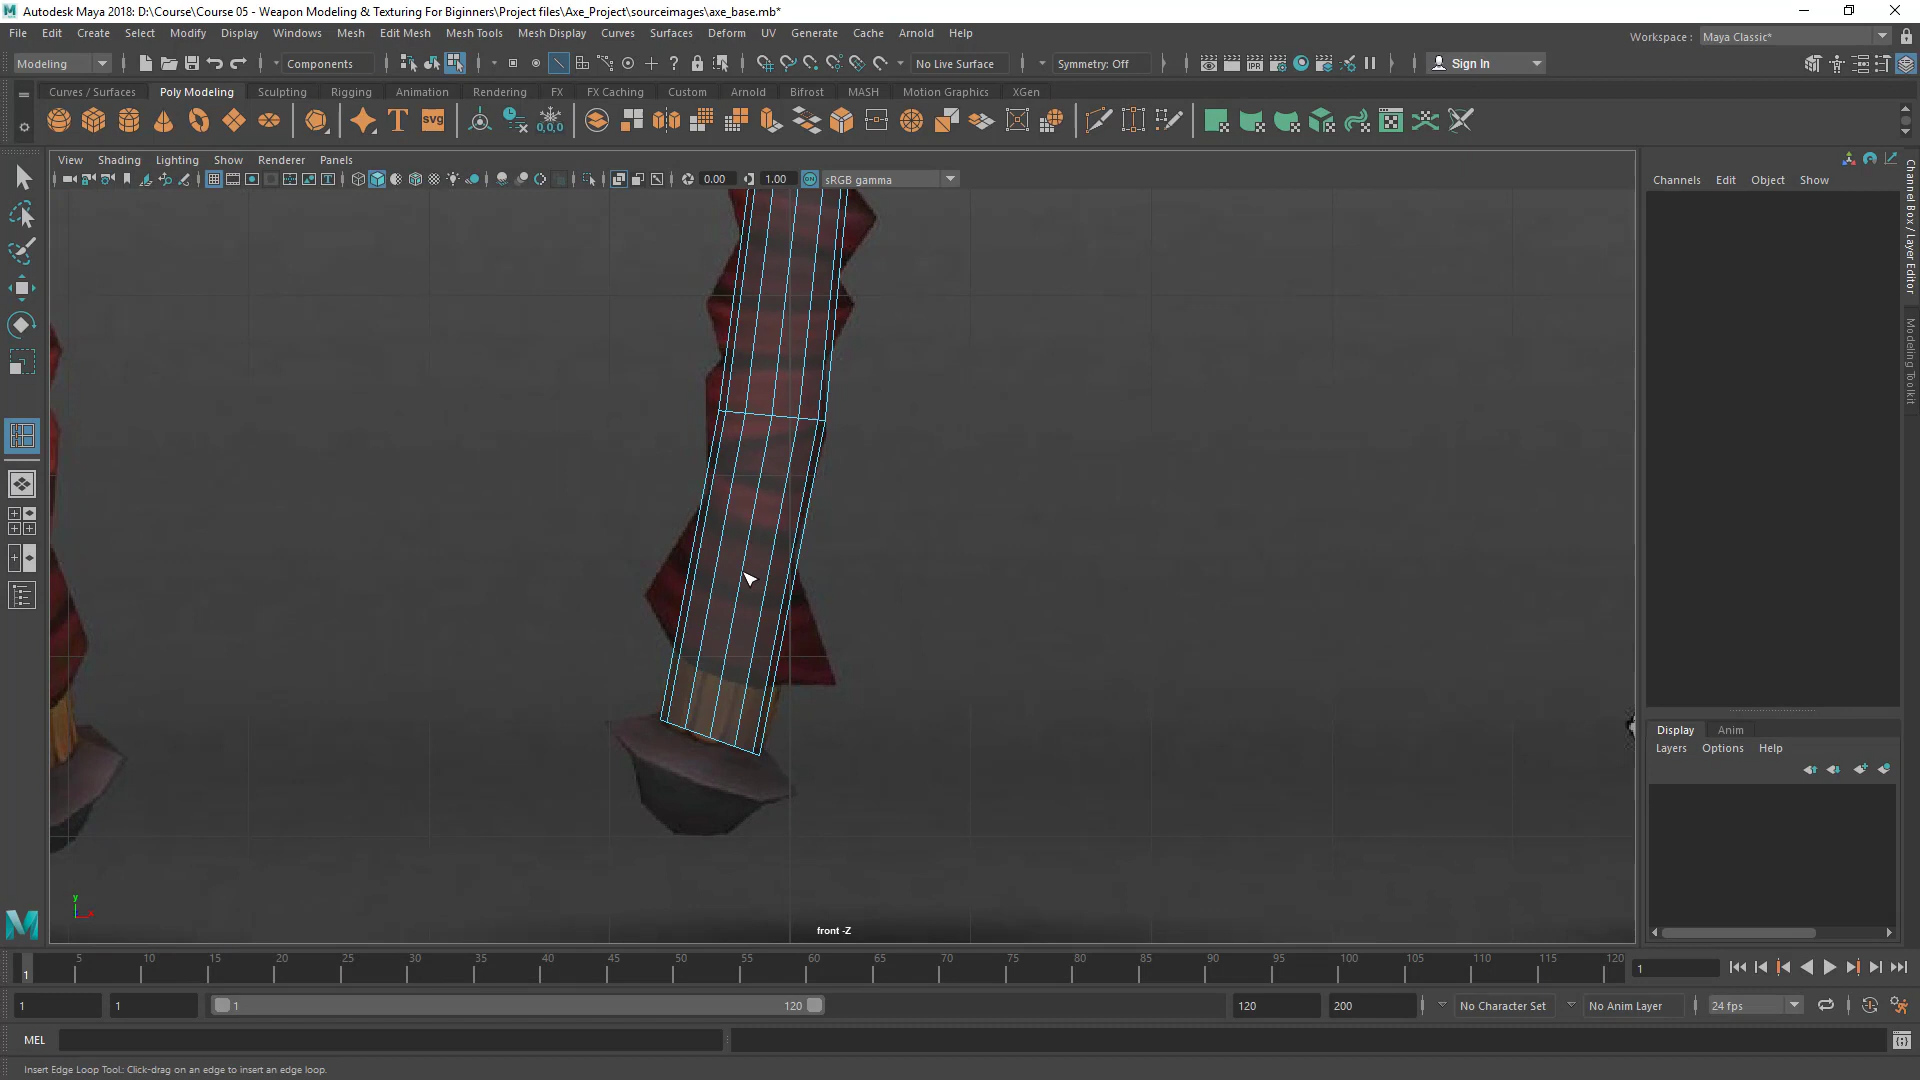 Autodesk Maya 2018: D:\Course\Course 05 - Weapon Modeling & Texturing For Biginners\Project files\Axe_Project\sourceimages\axe_base.mb*
File Edit Create Select Modify Display Windows Mesh Edit Mesh Mesh Tools Mesh Display Curves Surfaces Deform UV Generate Cache Arnold Help
Workspace : Maya Classic*
Modeling Components No Live Surface Symmetry: Off Sign In
Curves / Surfaces Poly Modeling Sculpting Rigging Animation Rendering FX FX Caching Custom Arnold Bifrost MASH Motion Graphics XGen
T svg 0,0,0
View Shading Lighting Show Renderer Panels
0.00 1.00 ON sRGB gamma
Channels Edit Object Show
Channel Box / Layer Editor
Modeling Toolkit
Display Anim
Layers Options Help
y
x
front -Z
5 10 15 20 25 30 35 40 45 50 55 60 65 70 75 80 85 90 95 100 105 110 115 120
1 1
1 1 1 120 120 200 No Character Set No Anim Layer 24 fps
MEL
Insert Edge Loop Tool: Click-drag on an edge to insert an edge loop.